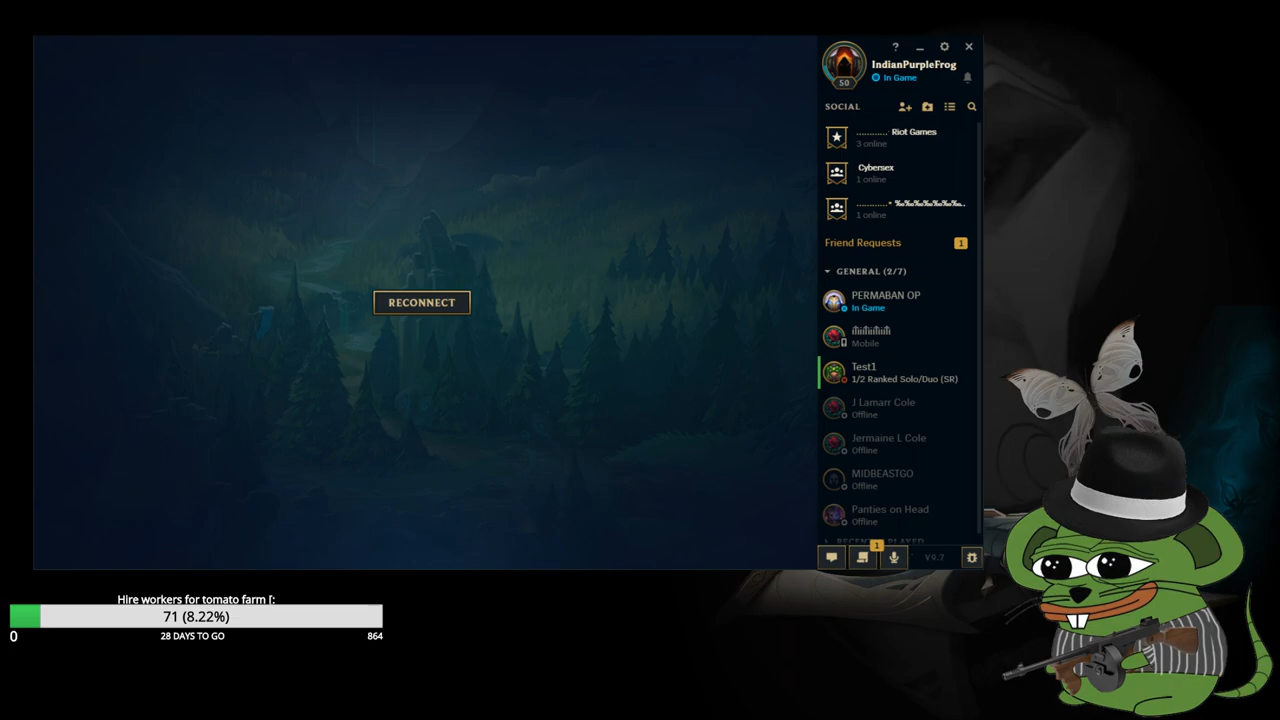 ?
IndianPurpleFrog
50
In Game
SOCIAL
............ Riot Games
3 online
Cybersex
1 online
1 online
Friend Requests
1
GENERAL (2/7)
PERMABAN OP
In Game
Mobile
Test1
1/2 Ranked Solo/Duo (SR)
J Lamarr Cole
Offline
Jermaine L Cole
Offline
MIDBEASTGO
Offline
Panties on Head
Offline
1
V9.7
RECONNECT
Hire workers for tomato farm [:
71 (8.22%)
0
28 DAYS TO GO
864